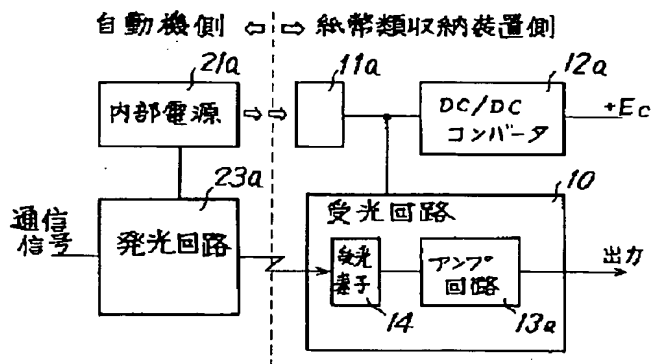 自動機側 ⇦ ⇨ 紙幣類収納装置側
21a
内部電源
11a
12a
DC/DC
コンバータ
+Ec
23a
発光回路
通信
信号
10
受光回路
受光
素子
14
アンプ
回路
13a
出力